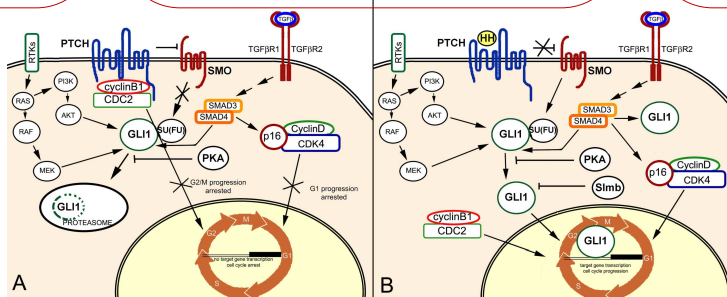 TGFβ
RTKs
PTCH
TGFβR1
TGFβR2
SMO
PI3K
cyclinB1
CDC2
RAS
AKT
SMAD3
SMAD4
RAF
GLI1
SU(FU)
p16
CyclinD
CDK4
MEK
PKA
G2/M progression
arrested
G1 progression
arrested
GLI1
PROTEASOME
M
G2
G1
S
no target gene transcription
cell cycle arrest
A
TGFβ
RTKs
PTCH
HH
TGFβR1
TGFβR2
SMO
PI3K
RAS
AKT
SMAD3
SMAD4
GLI1
RAF
GLI1
SU(FU)
MEK
PKA
p16
CyclinD
CDK4
GLI1
SImb
cyclinB1
CDC2
M
G2
GLI1
G1
S
target gene transcription
cell cycle progression
B